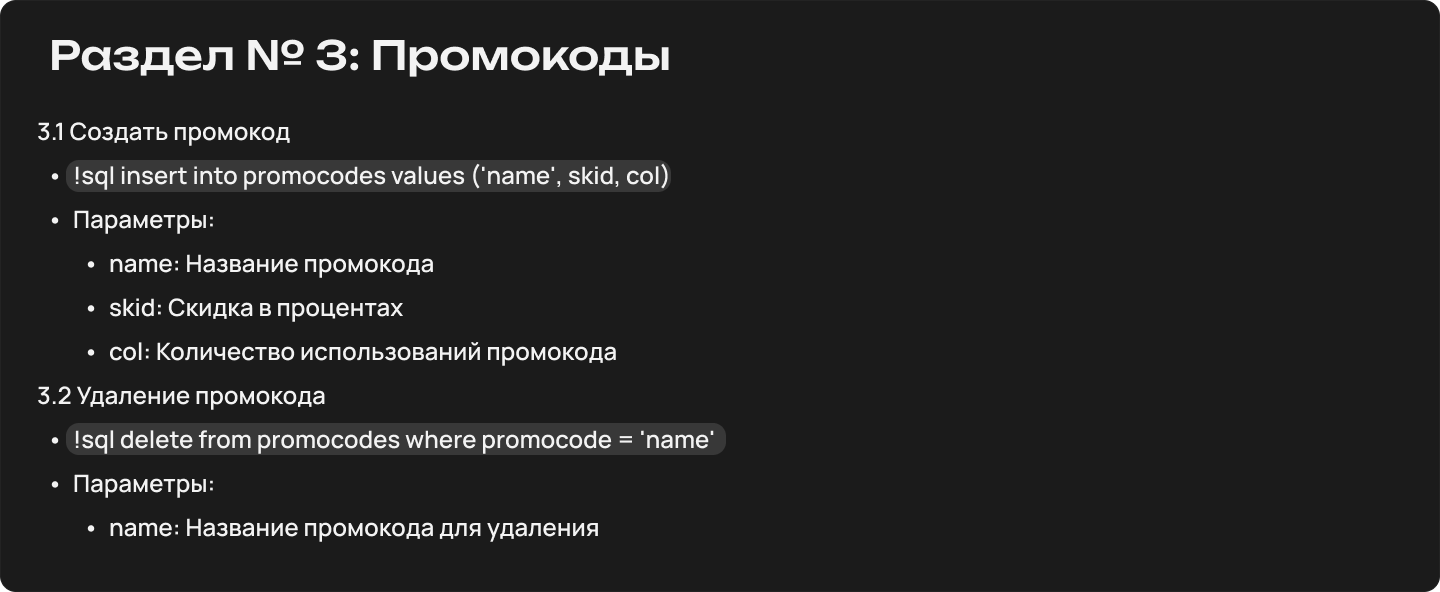 Раздел № 3: Промокоды
3.1 Создать промокод
• !sql insert into promocodes values ('name', skid, col)
• Параметры:
• name: Название промокода
• skid: Скидка в процентах
• col: Количество использований промокода
3.2 Удаление промокода
• !sql delete from promocodes where promocode = 'name'
• Параметры:
• name: Название промокода для удаления